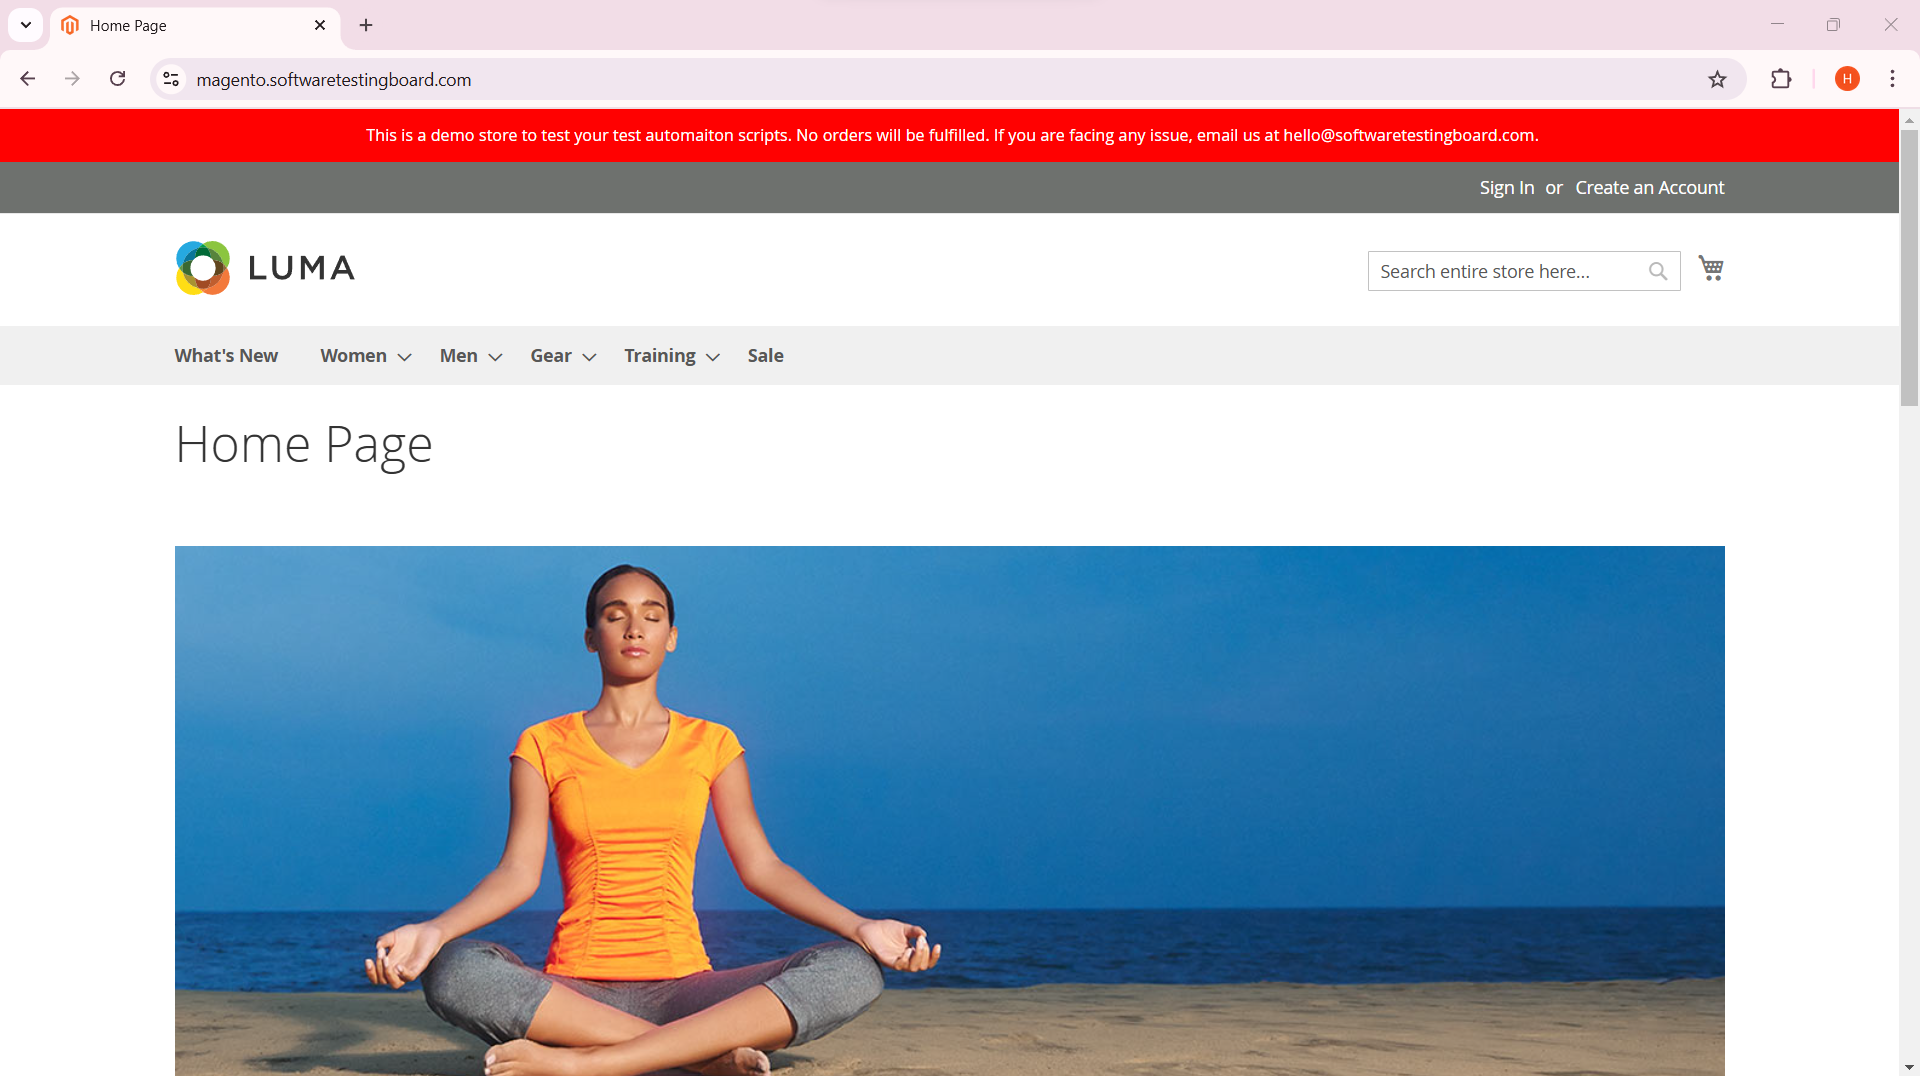 Home Page
magento.softwaretestingboard.com
H
This is a demo store to test your test automaiton scripts. No orders will be fulfilled. If you are facing any issue, email us at hello@softwaretestingboard.com.
Sign In or Create an Account
LUMA
Search entire store here...
What's New Women Men Gear Training Sale
Home Page